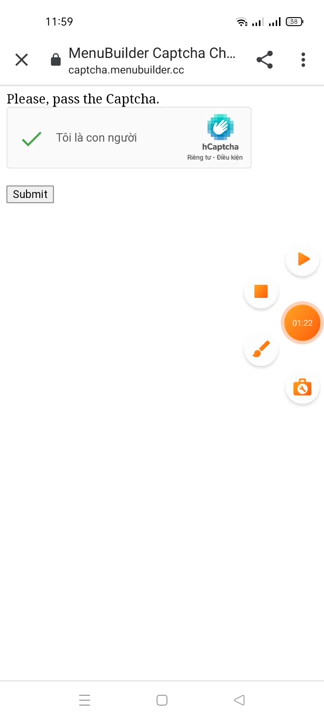 11:59
58
MenuBuilder Captcha Ch...
captcha.menubuilder.cc
Please, pass the Captcha.
Tôi là con người
hCaptcha
Riêng tư - Điều kiện
Submit
01:22